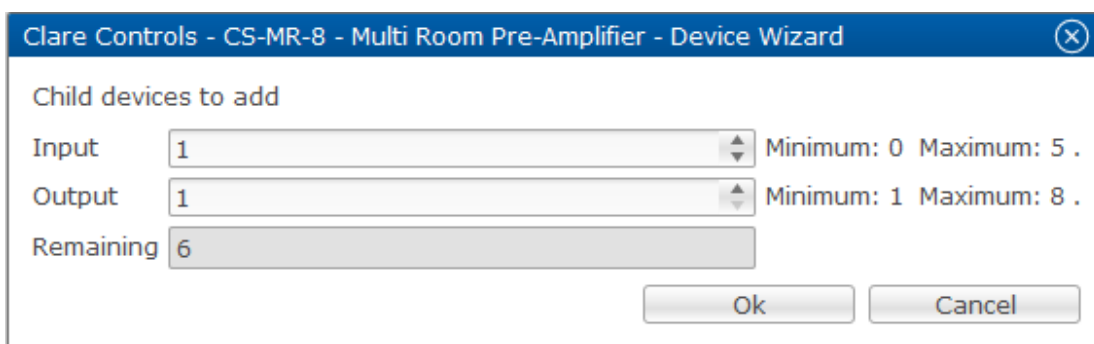 Clare Controls - CS-MR-8 - Multi Room Pre-Amplifier - Device Wizard
Child devices to add
Input 1 Minimum: 0 Maximum: 5 .
Output 1 Minimum: 1 Maximum: 8 .
Remaining 6
Ok Cancel